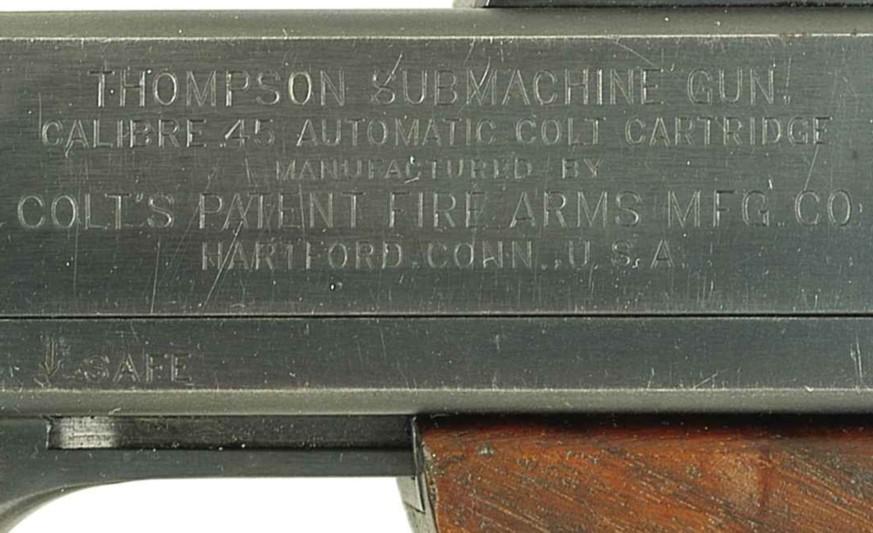 THOMPSON SUBMACHINE GUN.
CALIBRE .45 AUTOMATIC COLT CARTRIDGE
MANUFACTURED BY
COLT'S PATENT FIRE ARMS MFG. CO.
HARTFORD, CONN., U.S.A.
SAFE